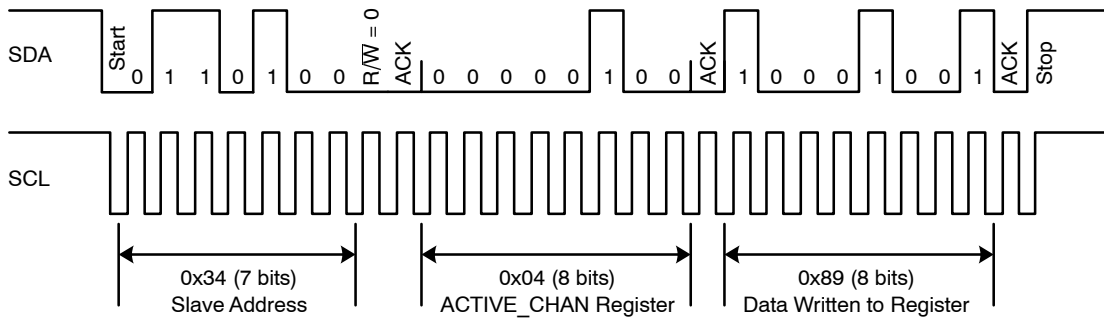 SDA
Start 0 1 1 0 1 0 0 R/W̅ = 0 ACK 0 0 0 0 0 1 0 0 ACK 1 0 0 0 1 0 0 1 ACK Stop
SCL
0x34 (7 bits) 0x04 (8 bits) 0x89 (8 bits)
Slave Address ACTIVE_CHAN Register Data Written to Register